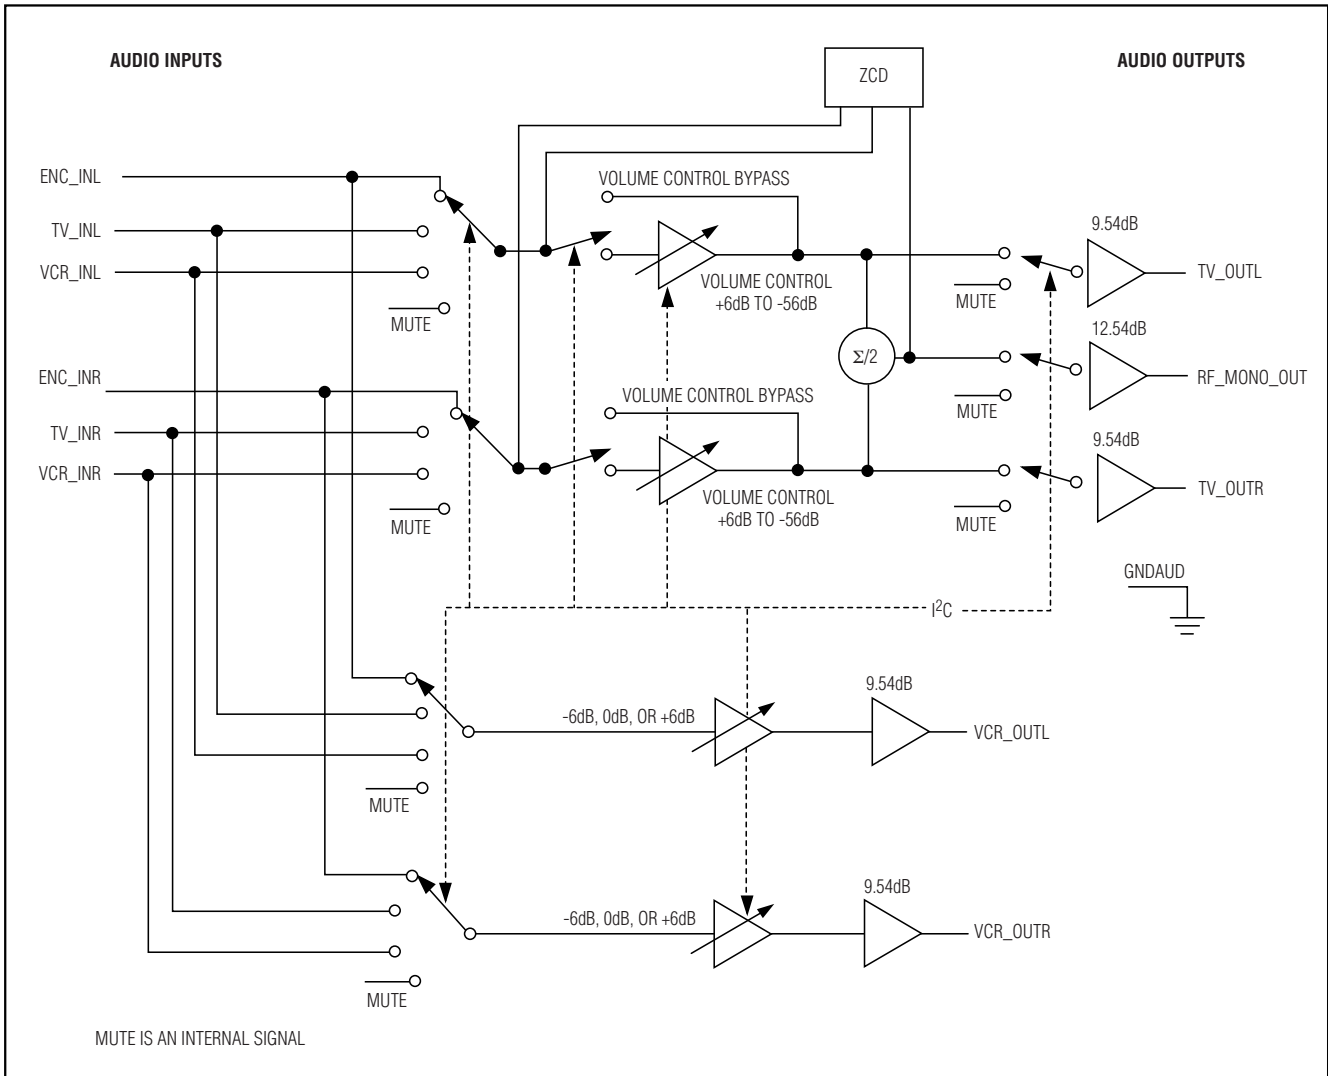 AUDIO INPUTS
AUDIO OUTPUTS
ZCD
ENC_INL
VOLUME CONTROL BYPASS
TV_INL
9.54dB
VCR_INL
VOLUME CONTROL
+6dB TO -56dB
TV_OUTL
MUTE
MUTE
12.54dB
Σ/2
ENC_INR
RF_MONO_OUT
VOLUME CONTROL BYPASS
MUTE
TV_INR
9.54dB
VCR_INR
VOLUME CONTROL
+6dB TO -56dB
TV_OUTR
MUTE
MUTE
GNDAUD
I²C
9.54dB
-6dB, 0dB, OR +6dB
VCR_OUTL
MUTE
9.54dB
-6dB, 0dB, OR +6dB
VCR_OUTR
MUTE
MUTE IS AN INTERNAL SIGNAL